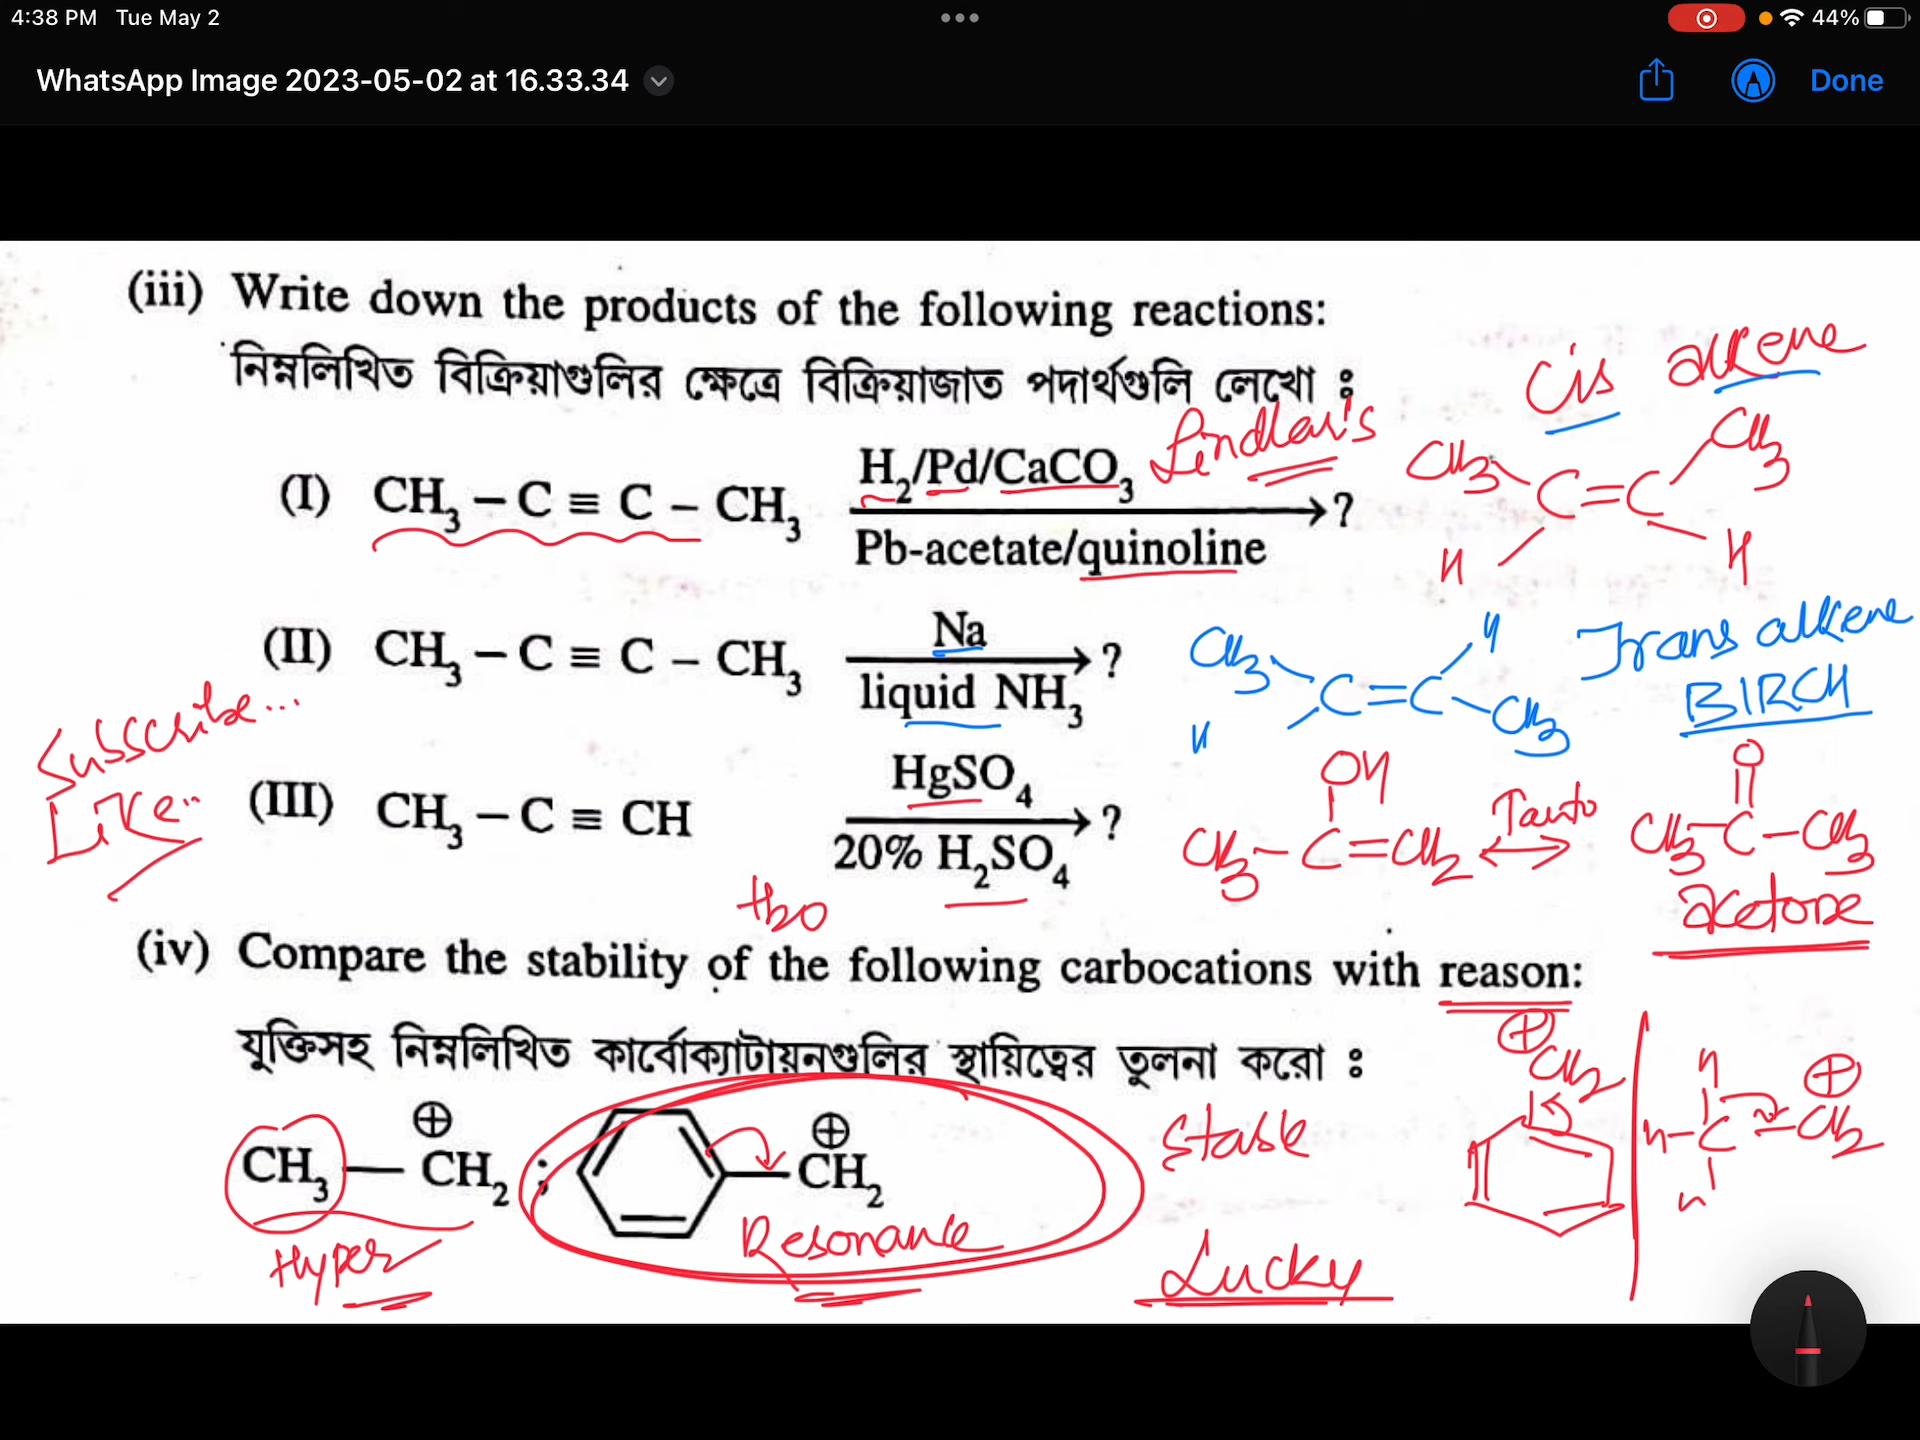 4:38 PM Tue May 2
44%
WhatsApp Image 2023-05-02 at 16.33.34
Done
(iii) Write down the products of the following reactions:
নিম্নলিখিত বিক্রিয়াগুলির ক্ষেত্রে বিক্রিয়াজাত পদার্থগুলি লেখো ঃ
Cis alkene
(I) CH₃ – C ≡ C – CH₃ H₂/Pd/CaCO₃ →? Pb-acetate/quinoline
Lindlar's
CH₃ C=C CH₃
H H
(II) CH₃ – C ≡ C – CH₃ Na →? liquid NH₃
CH₃ C=C H
H CH₃
Trans alkene
BIRCH
Subscribe...
Like..
(III) CH₃ – C ≡ CH HgSO₄ →? 20% H₂SO₄
H₂O
OH
CH₃–C=CH₂ Tauto
O
CH₃–C–CH₃
acetone
(iv) Compare the stability of the following carbocations with reason:
যুক্তিসহ নিম্নলিখিত কার্বোক্যাটায়নগুলির স্থায়িত্বের তুলনা করো ঃ
CH₃ — CH₂ ⊕ ; CH₂ ⊕
Hyper
Resonance
Stable
Lucky
⊕ CH₂
H
H–C–CH₂ ⊕
H